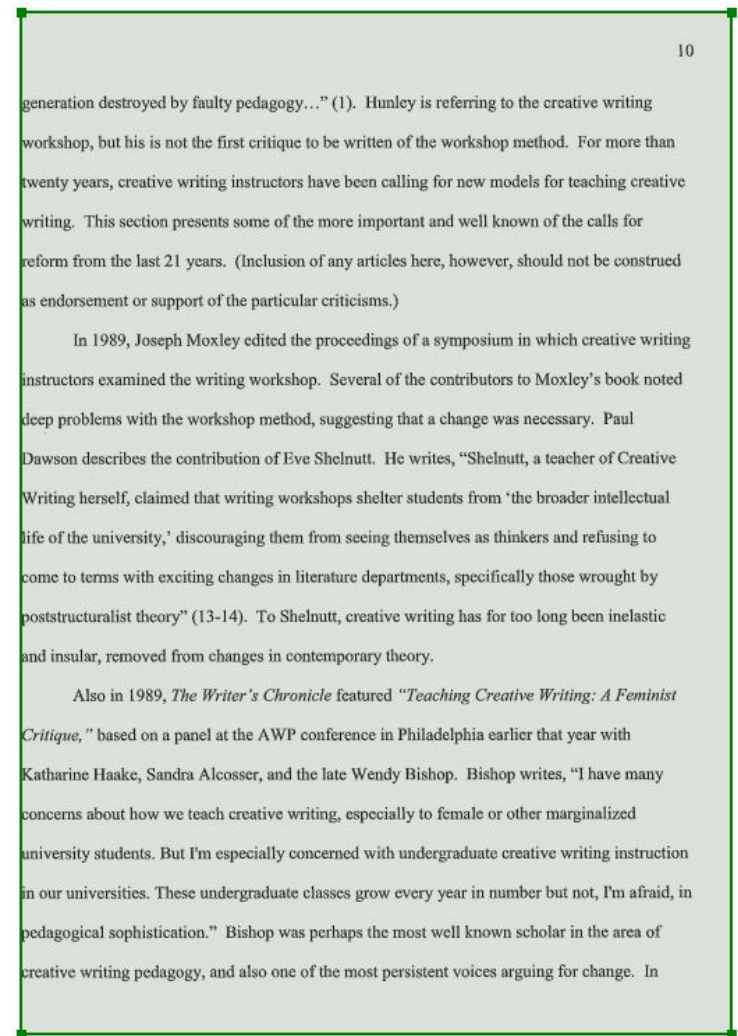 10
generation destroyed by faulty pedagogy…” (1).  Hunley is referring to the creative writing
workshop, but his is not the first critique to be written of the workshop method.  For more than
twenty years, creative writing instructors have been calling for new models for teaching creative
writing.  This section presents some of the more important and well known of the calls for
reform from the last 21 years.  (Inclusion of any articles here, however, should not be construed
as endorsement or support of the particular criticisms.)
In 1989, Joseph Moxley edited the proceedings of a symposium in which creative writing
instructors examined the writing workshop.  Several of the contributors to Moxley’s book noted
deep problems with the workshop method, suggesting that a change was necessary.  Paul
Dawson describes the contribution of Eve Shelnutt.  He writes, “Shelnutt, a teacher of Creative
Writing herself, claimed that writing workshops shelter students from ‘the broader intellectual
life of the university,’ discouraging them from seeing themselves as thinkers and refusing to
come to terms with exciting changes in literature departments, specifically those wrought by
poststructuralist theory” (13-14).  To Shelnutt, creative writing has for too long been inelastic
and insular, removed from changes in contemporary theory.
Also in 1989, The Writer’s Chronicle featured “Teaching Creative Writing: A Feminist
Critique,” based on a panel at the AWP conference in Philadelphia earlier that year with
Katharine Haake, Sandra Alcosser, and the late Wendy Bishop.  Bishop writes, “I have many
concerns about how we teach creative writing, especially to female or other marginalized
university students. But I'm especially concerned with undergraduate creative writing instruction
in our universities. These undergraduate classes grow every year in number but not, I'm afraid, in
pedagogical sophistication.”  Bishop was perhaps the most well known scholar in the area of
creative writing pedagogy, and also one of the most persistent voices arguing for change.  In